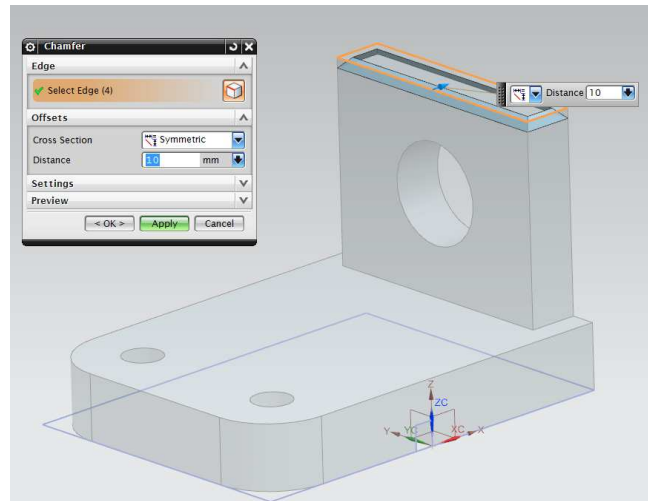 Chamfer
Edge
Select Edge (4)
Offsets
Cross Section Symmetric
Distance 10 mm
Settings
Preview
< OK > Apply Cancel
Distance 10
Z
ZC
Y YC XC X